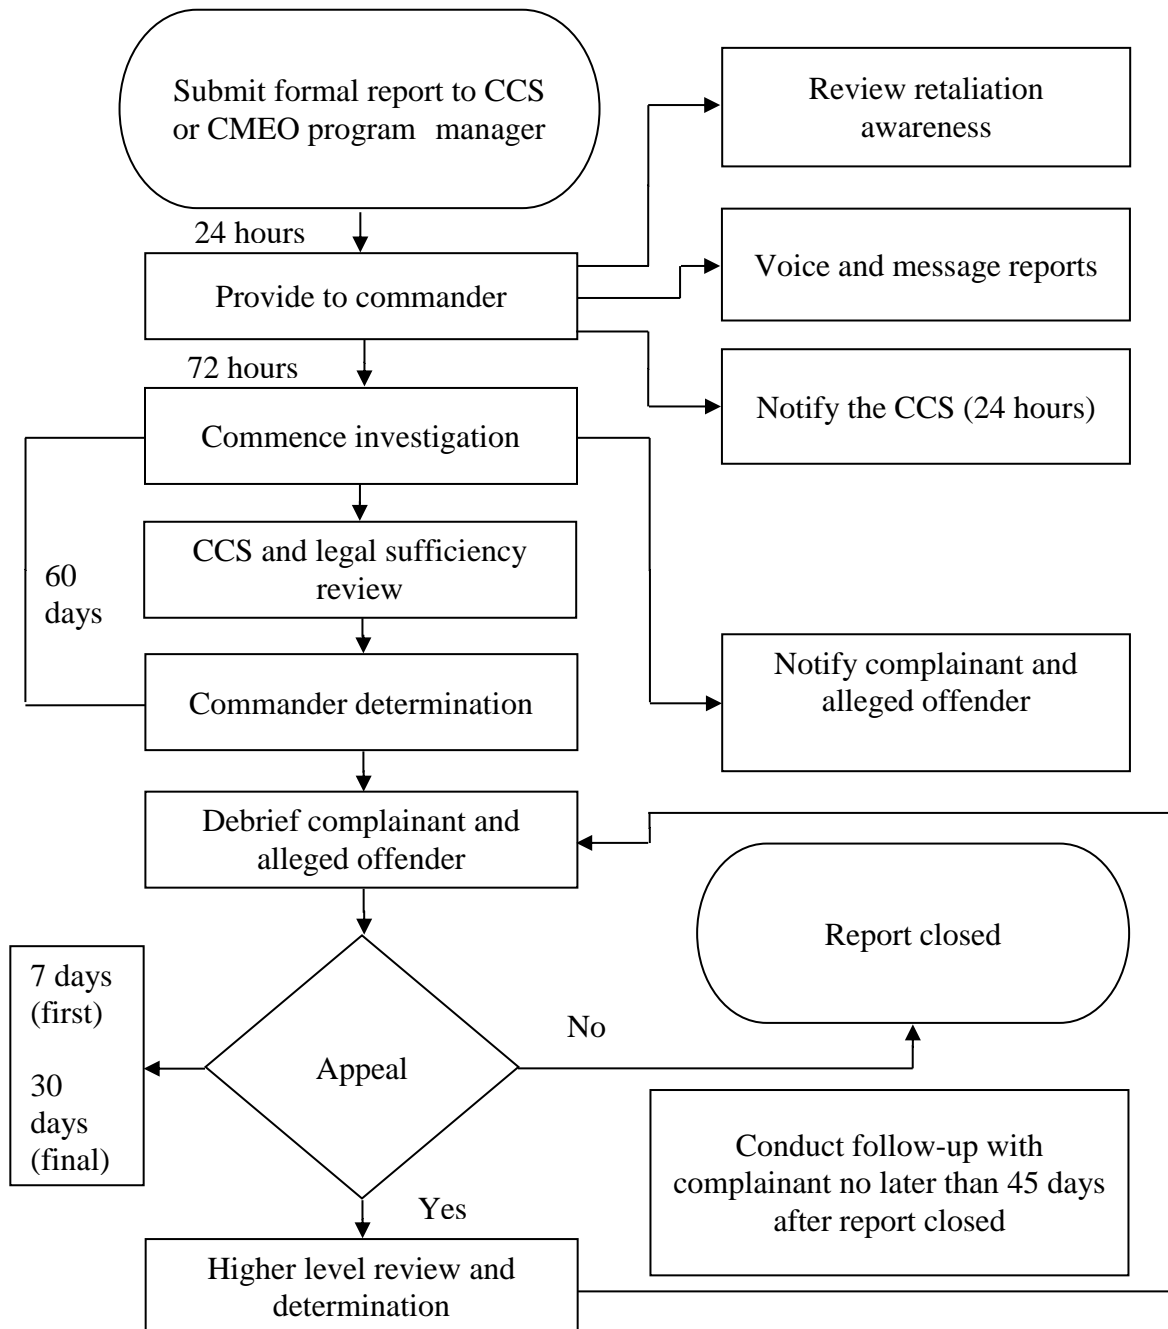 Submit formal report to CCS
or CMEO program manager
Review retaliation
awareness
24 hours
Provide to commander
Voice and message reports
72 hours
Notify the CCS (24 hours)
Commence investigation
CCS and legal sufficiency
review
60
days
Commander determination
Notify complainant and
alleged offender
Debrief complainant and
alleged offender
Report closed
7 days
(first)
30
days
(final)
Appeal
No
Yes
Conduct follow-up with
complainant no later than 45 days
after report closed
Higher level review and
determination